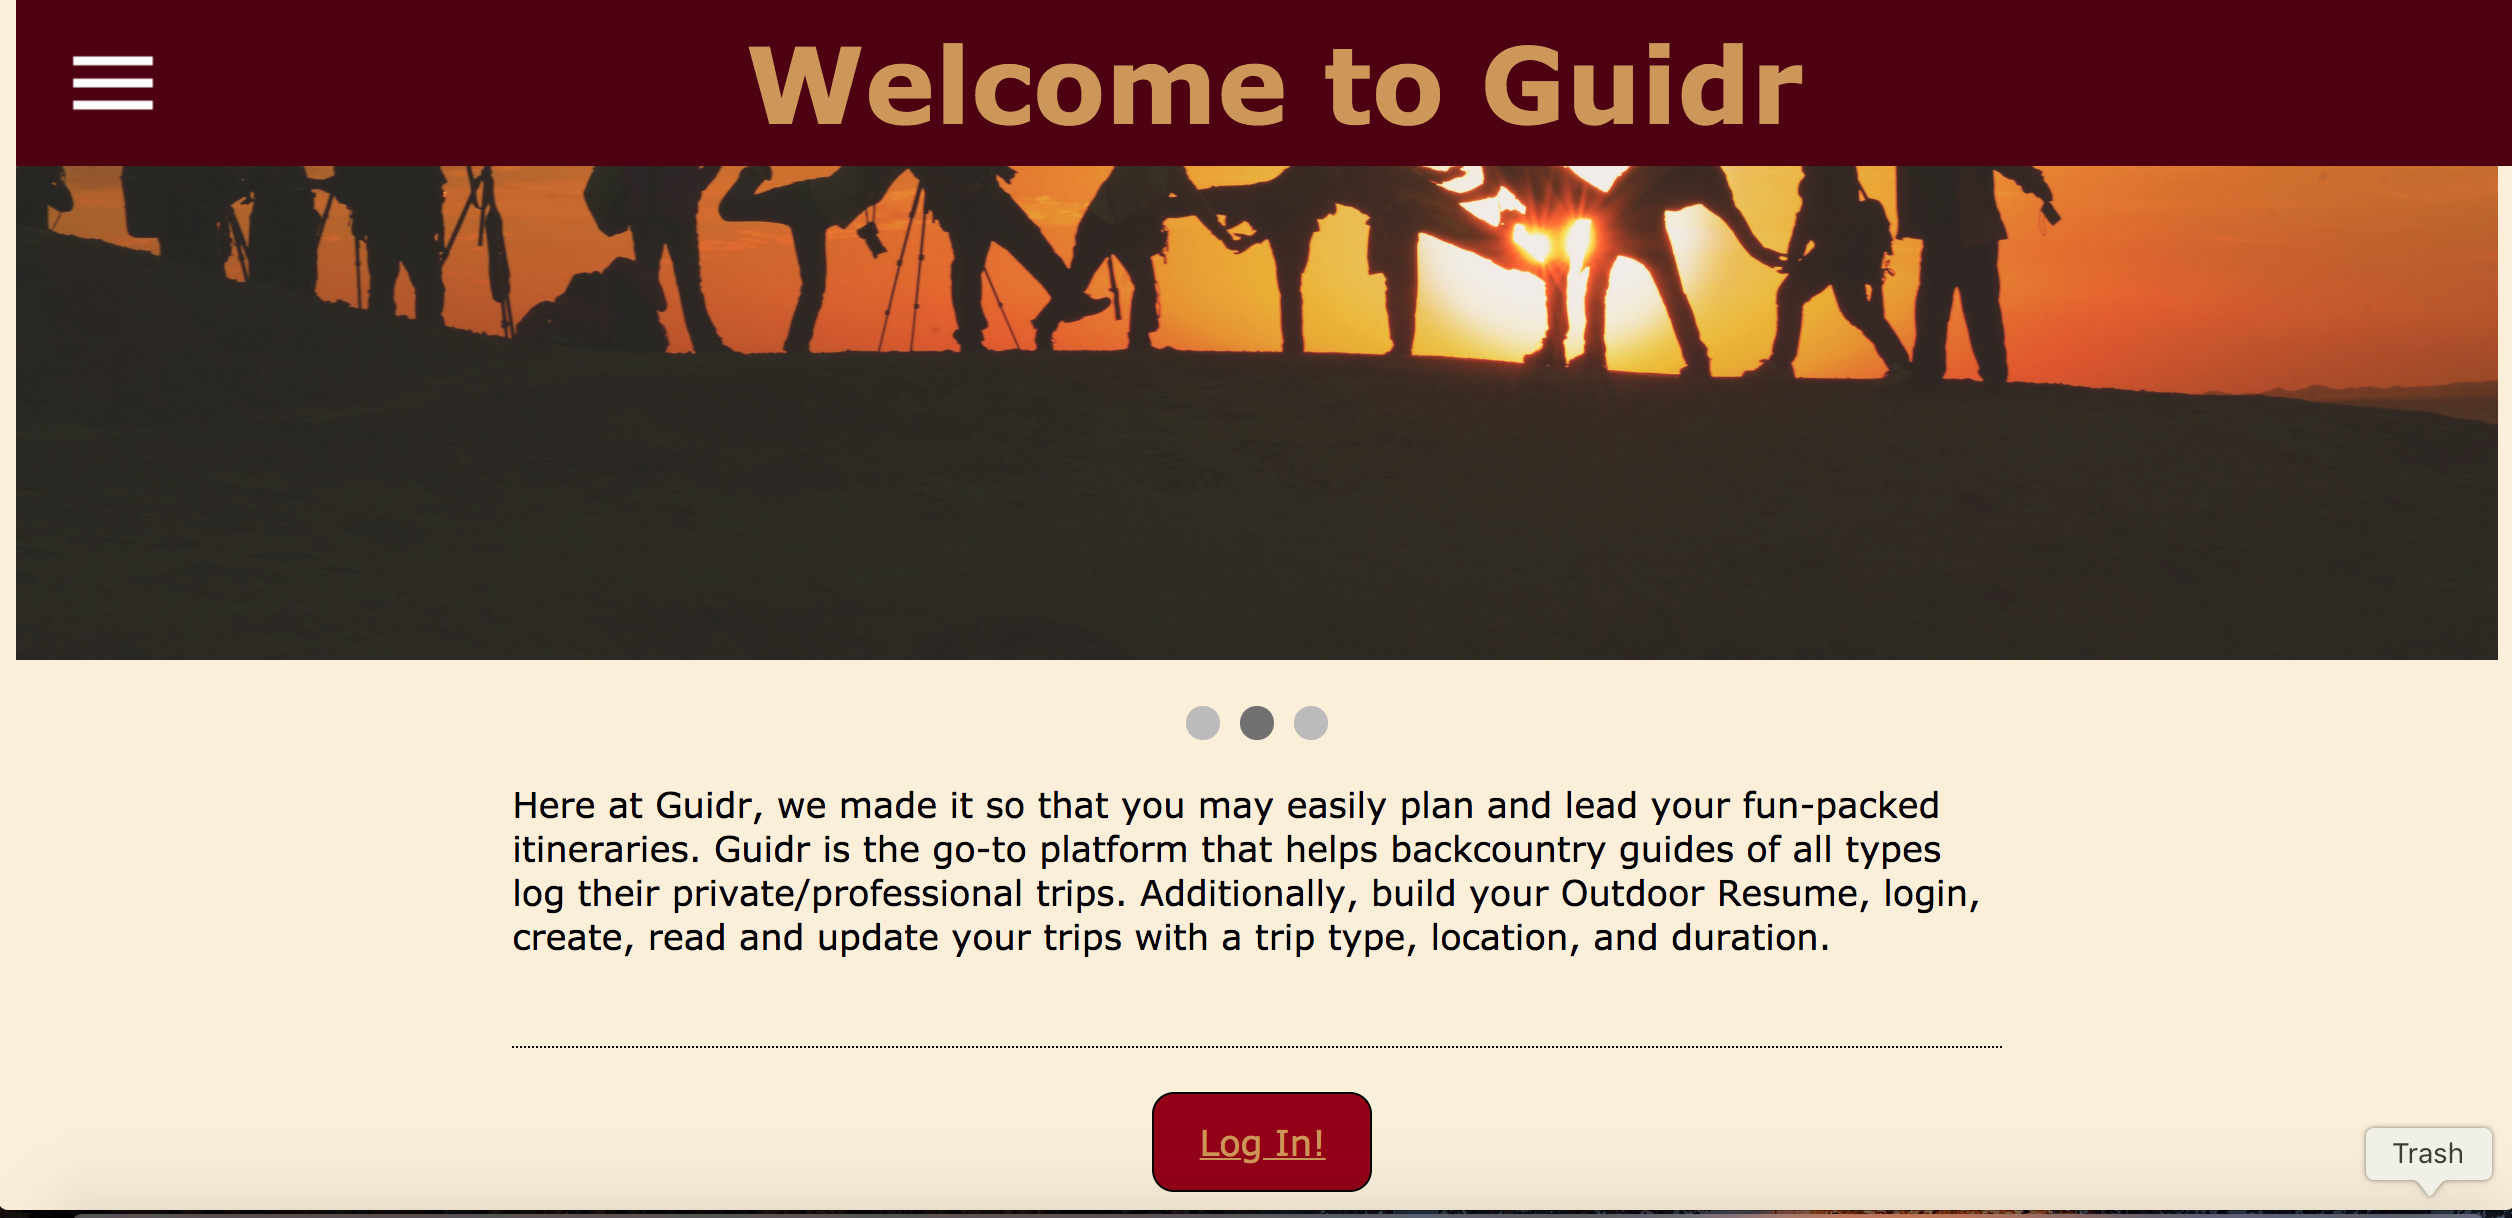 Welcome to Guidr
Here at Guidr, we made it so that you may easily plan and lead your fun-packed
itineraries. Guidr is the go-to platform that helps backcountry guides of all types
log their private/professional trips. Additionally, build your Outdoor Resume, login,
create, read and update your trips with a trip type, location, and duration.
Log In!
Trash